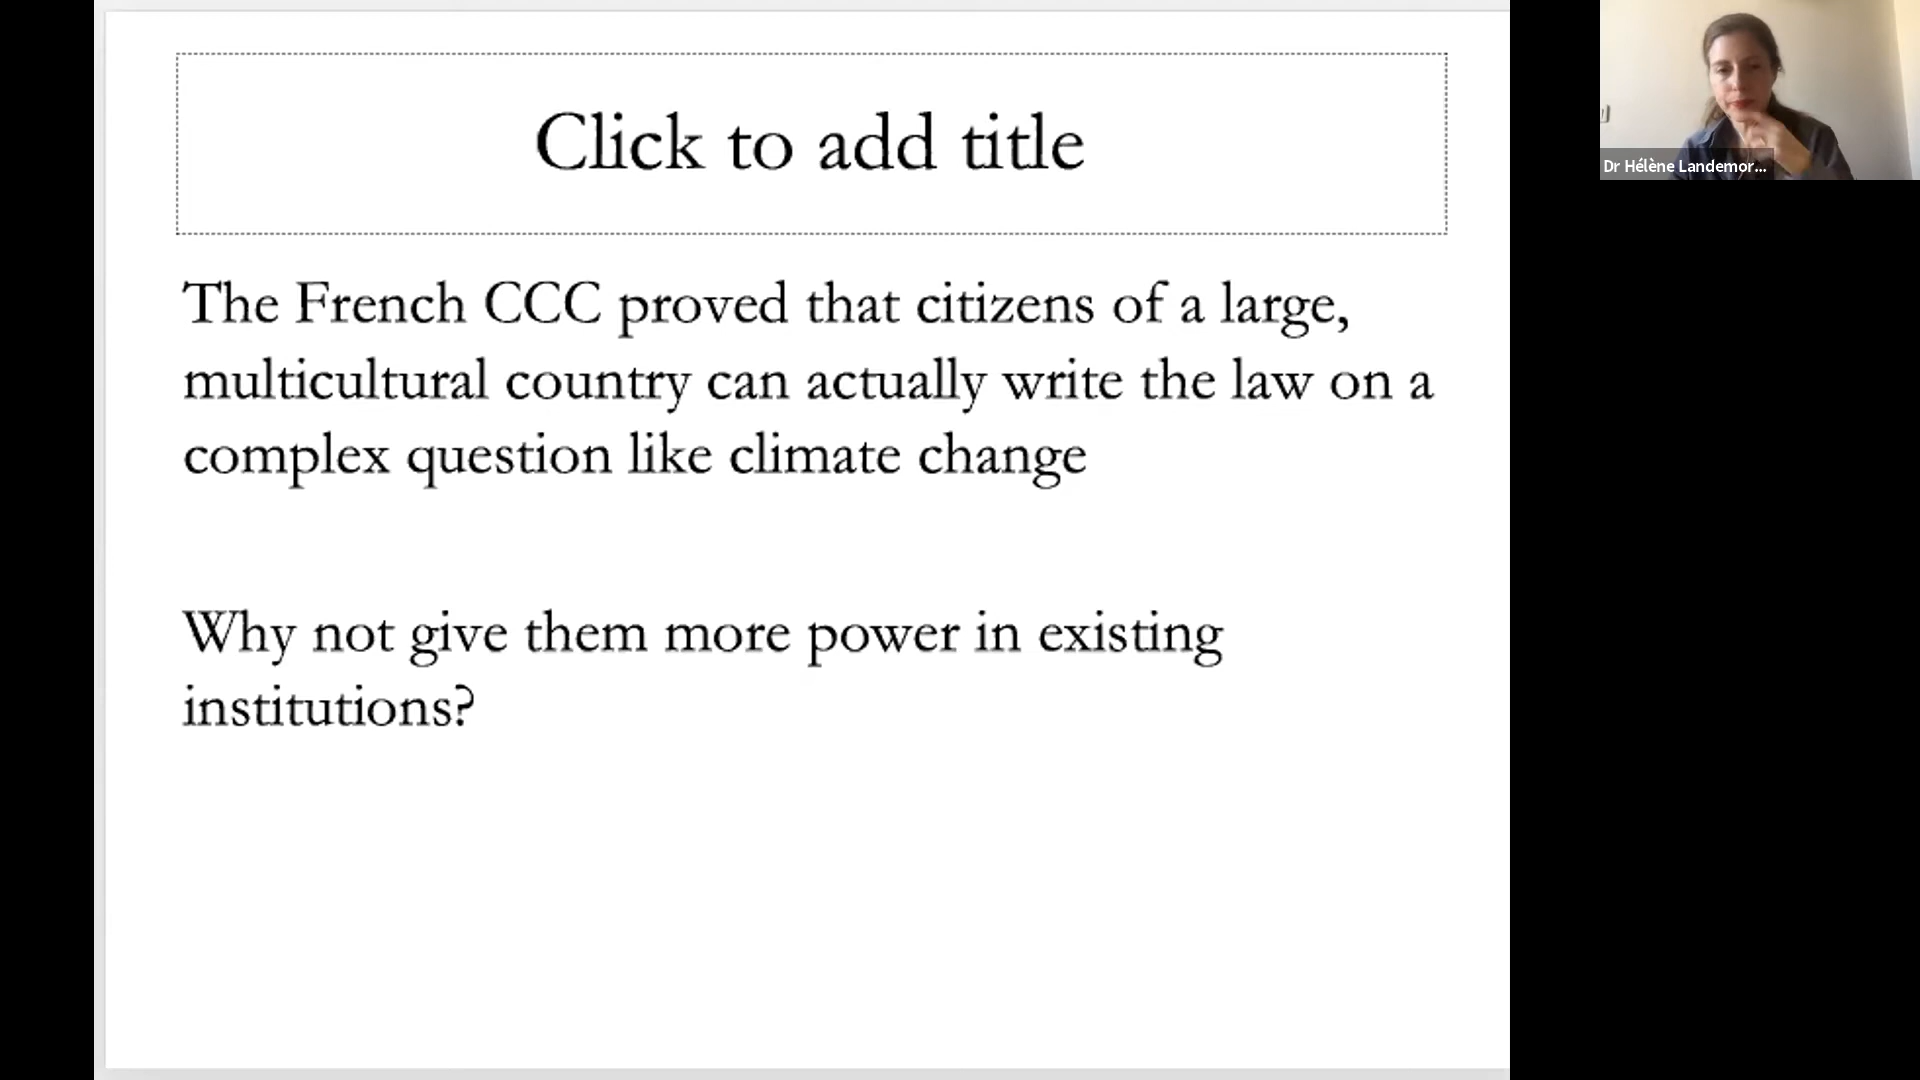 Click to add title
The French CCC proved that citizens of a large,
multicultural country can actually write the law on a
complex question like climate change
Why not give them more power in existing
institutions?
Dr Hélène Landemor...